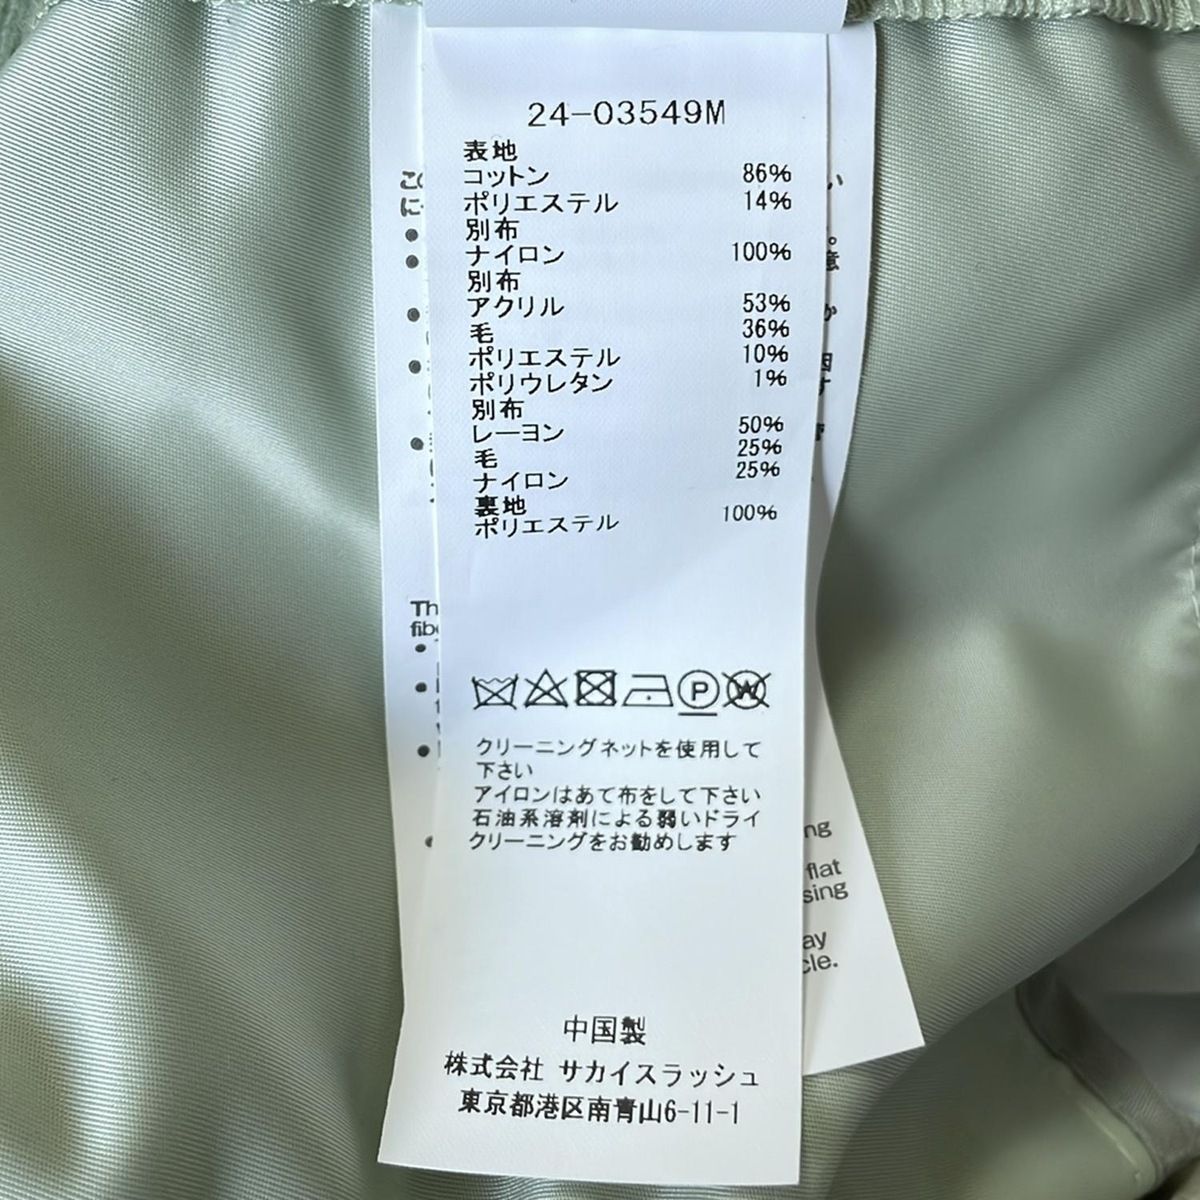 24-03549M
表地
コットン 86%
ポリエステル 14%
別布
ナイロン 100%
別布
アクリル 53%
毛 36%
ポリエステル 10%
ポリウレタン 1%
別布
レーヨン 50%
毛 25%
ナイロン 25%
裏地
ポリエステル 100%
P W
クリーニングネットを使用して
下さい
アイロンはあて布をして下さい
石油系溶剤による弱いドライ
クリーニングをお勧めします
中国製
株式会社 サカイスラッシュ
東京都港区南青山6-11-1
flat